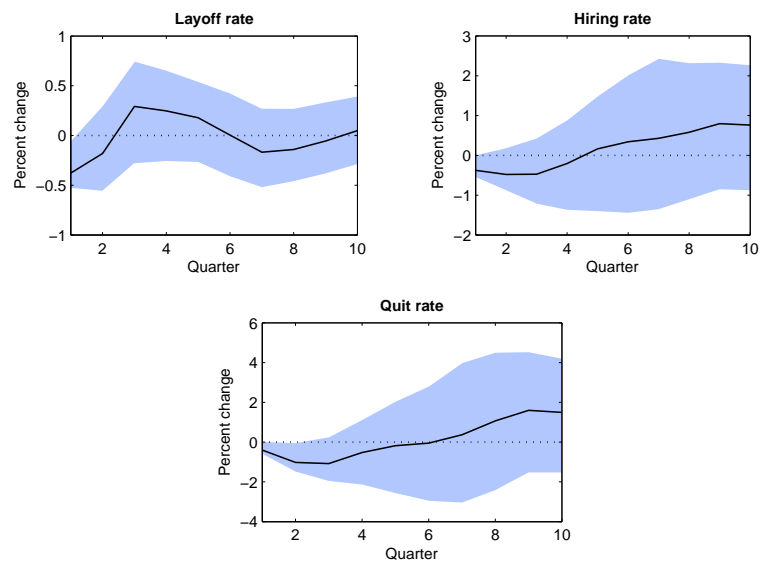 Layoff rate
Percent change
1
0.5
0
−0.5
−1
2 4 6 8 10
Quarter
Hiring rate
Percent change
3
2
1
0
−1
−2
2 4 6 8 10
Quarter
Quit rate
Percent change
6
4
2
0
−2
−4
2 4 6 8 10
Quarter